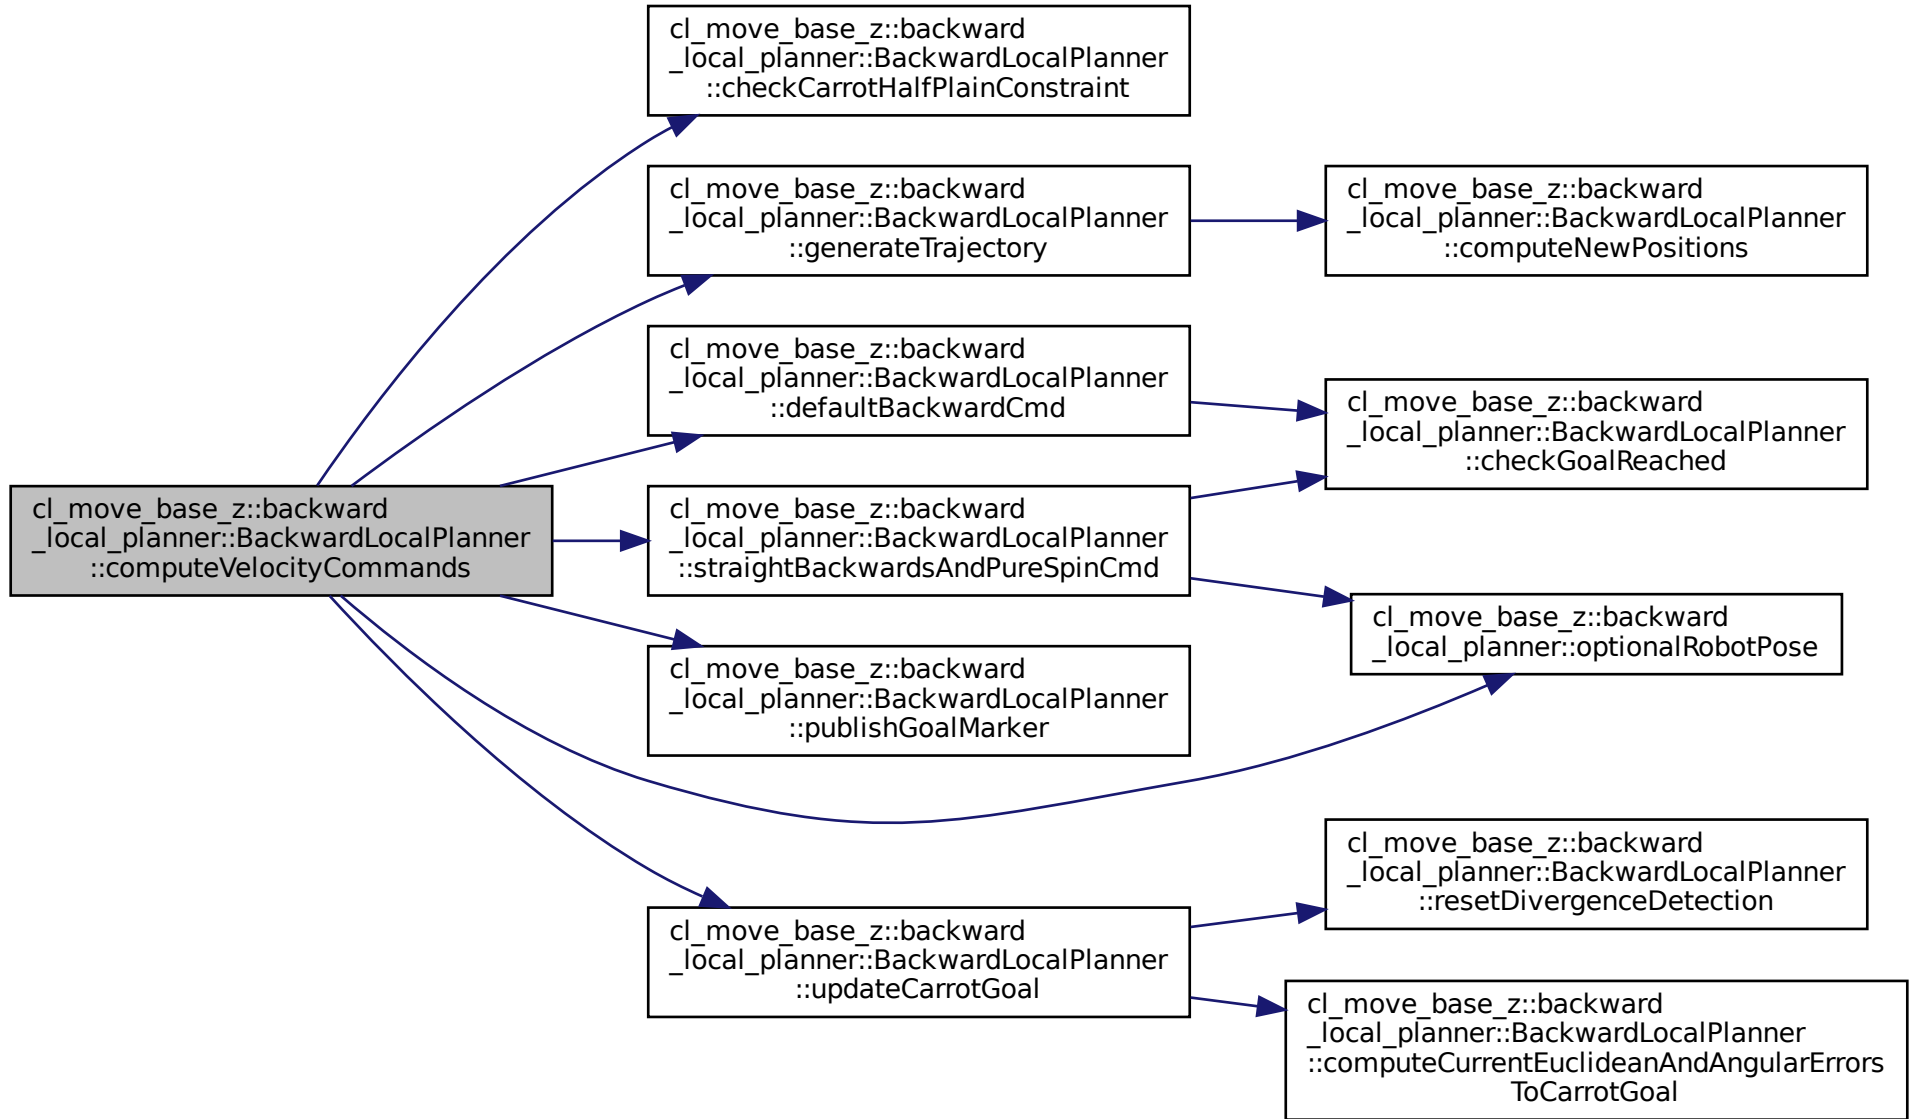 cl_move_base_z::backward
_local_planner::BackwardLocalPlanner
::computeVelocityCommands
cl_move_base_z::backward
_local_planner::BackwardLocalPlanner
::checkCarrotHalfPlainConstraint
cl_move_base_z::backward
_local_planner::BackwardLocalPlanner
::generateTrajectory
cl_move_base_z::backward
_local_planner::BackwardLocalPlanner
::defaultBackwardCmd
cl_move_base_z::backward
_local_planner::BackwardLocalPlanner
::straightBackwardsAndPureSpinCmd
cl_move_base_z::backward
_local_planner::BackwardLocalPlanner
::publishGoalMarker
cl_move_base_z::backward
_local_planner::BackwardLocalPlanner
::updateCarrotGoal
cl_move_base_z::backward
_local_planner::BackwardLocalPlanner
::computeNewPositions
cl_move_base_z::backward
_local_planner::BackwardLocalPlanner
::checkGoalReached
cl_move_base_z::backward
_local_planner::optionalRobotPose
cl_move_base_z::backward
_local_planner::BackwardLocalPlanner
::resetDivergenceDetection
cl_move_base_z::backward
_local_planner::BackwardLocalPlanner
::computeCurrentEuclideanAndAngularErrors
ToCarrotGoal